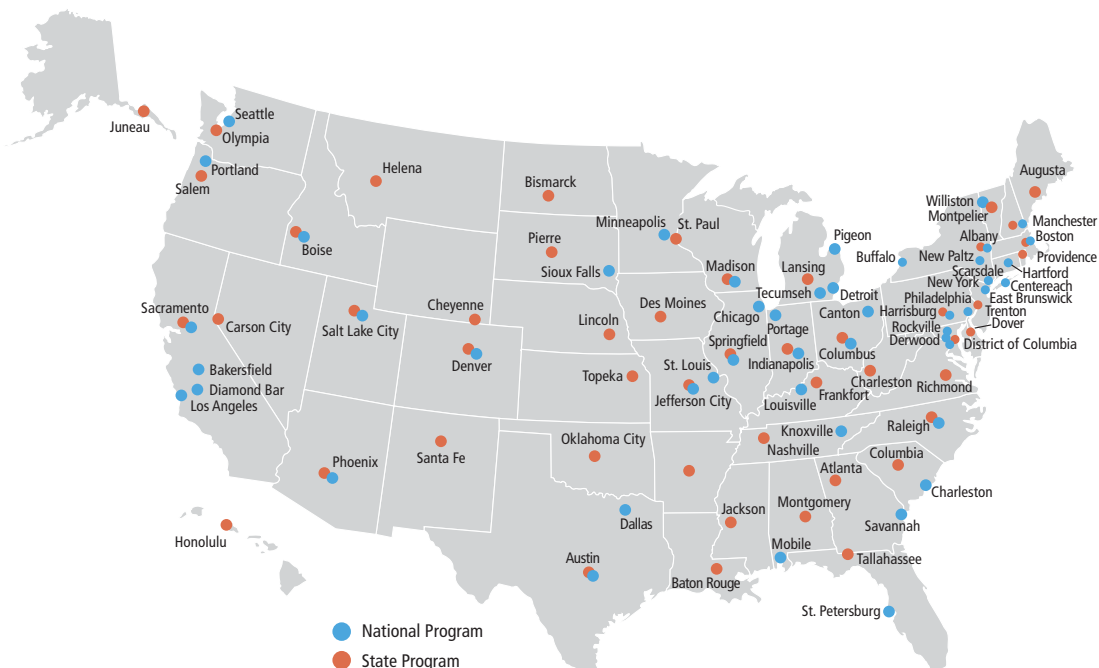 Juneau
Seattle
Olympia
Portland
Salem
Helena
Bismarck
Augusta
Williston
Montpelier
Manchester
Boston
Minneapolis
St. Paul
Pigeon
Boise
Pierre
Albany
Buffalo
New Paltz
Providence
Sioux Falls
Madison
Lansing
Scarsdale
Hartford
New York
Centereach
Tecumseh
Detroit
East Brunswick
Sacramento
Carson City
Salt Lake City
Cheyenne
Des Moines
Chicago
Canton
Philadelphia
Harrisburg
Trenton
Lincoln
Portage
Rockville
Dover
Denver
Springfield
Derwood
District of Columbia
Indianapolis
Columbus
Bakersfield
St. Louis
Topeka
Charleston
Diamond Bar
Jefferson City
Frankfort
Richmond
Los Angeles
Louisville
Oklahoma City
Knoxville
Raleigh
Santa Fe
Nashville
Phoenix
Columbia
Atlanta
Charleston
Jackson
Montgomery
Dallas
Savannah
Honolulu
Mobile
Austin
Tallahassee
Baton Rouge
St. Petersburg
National Program
State Program